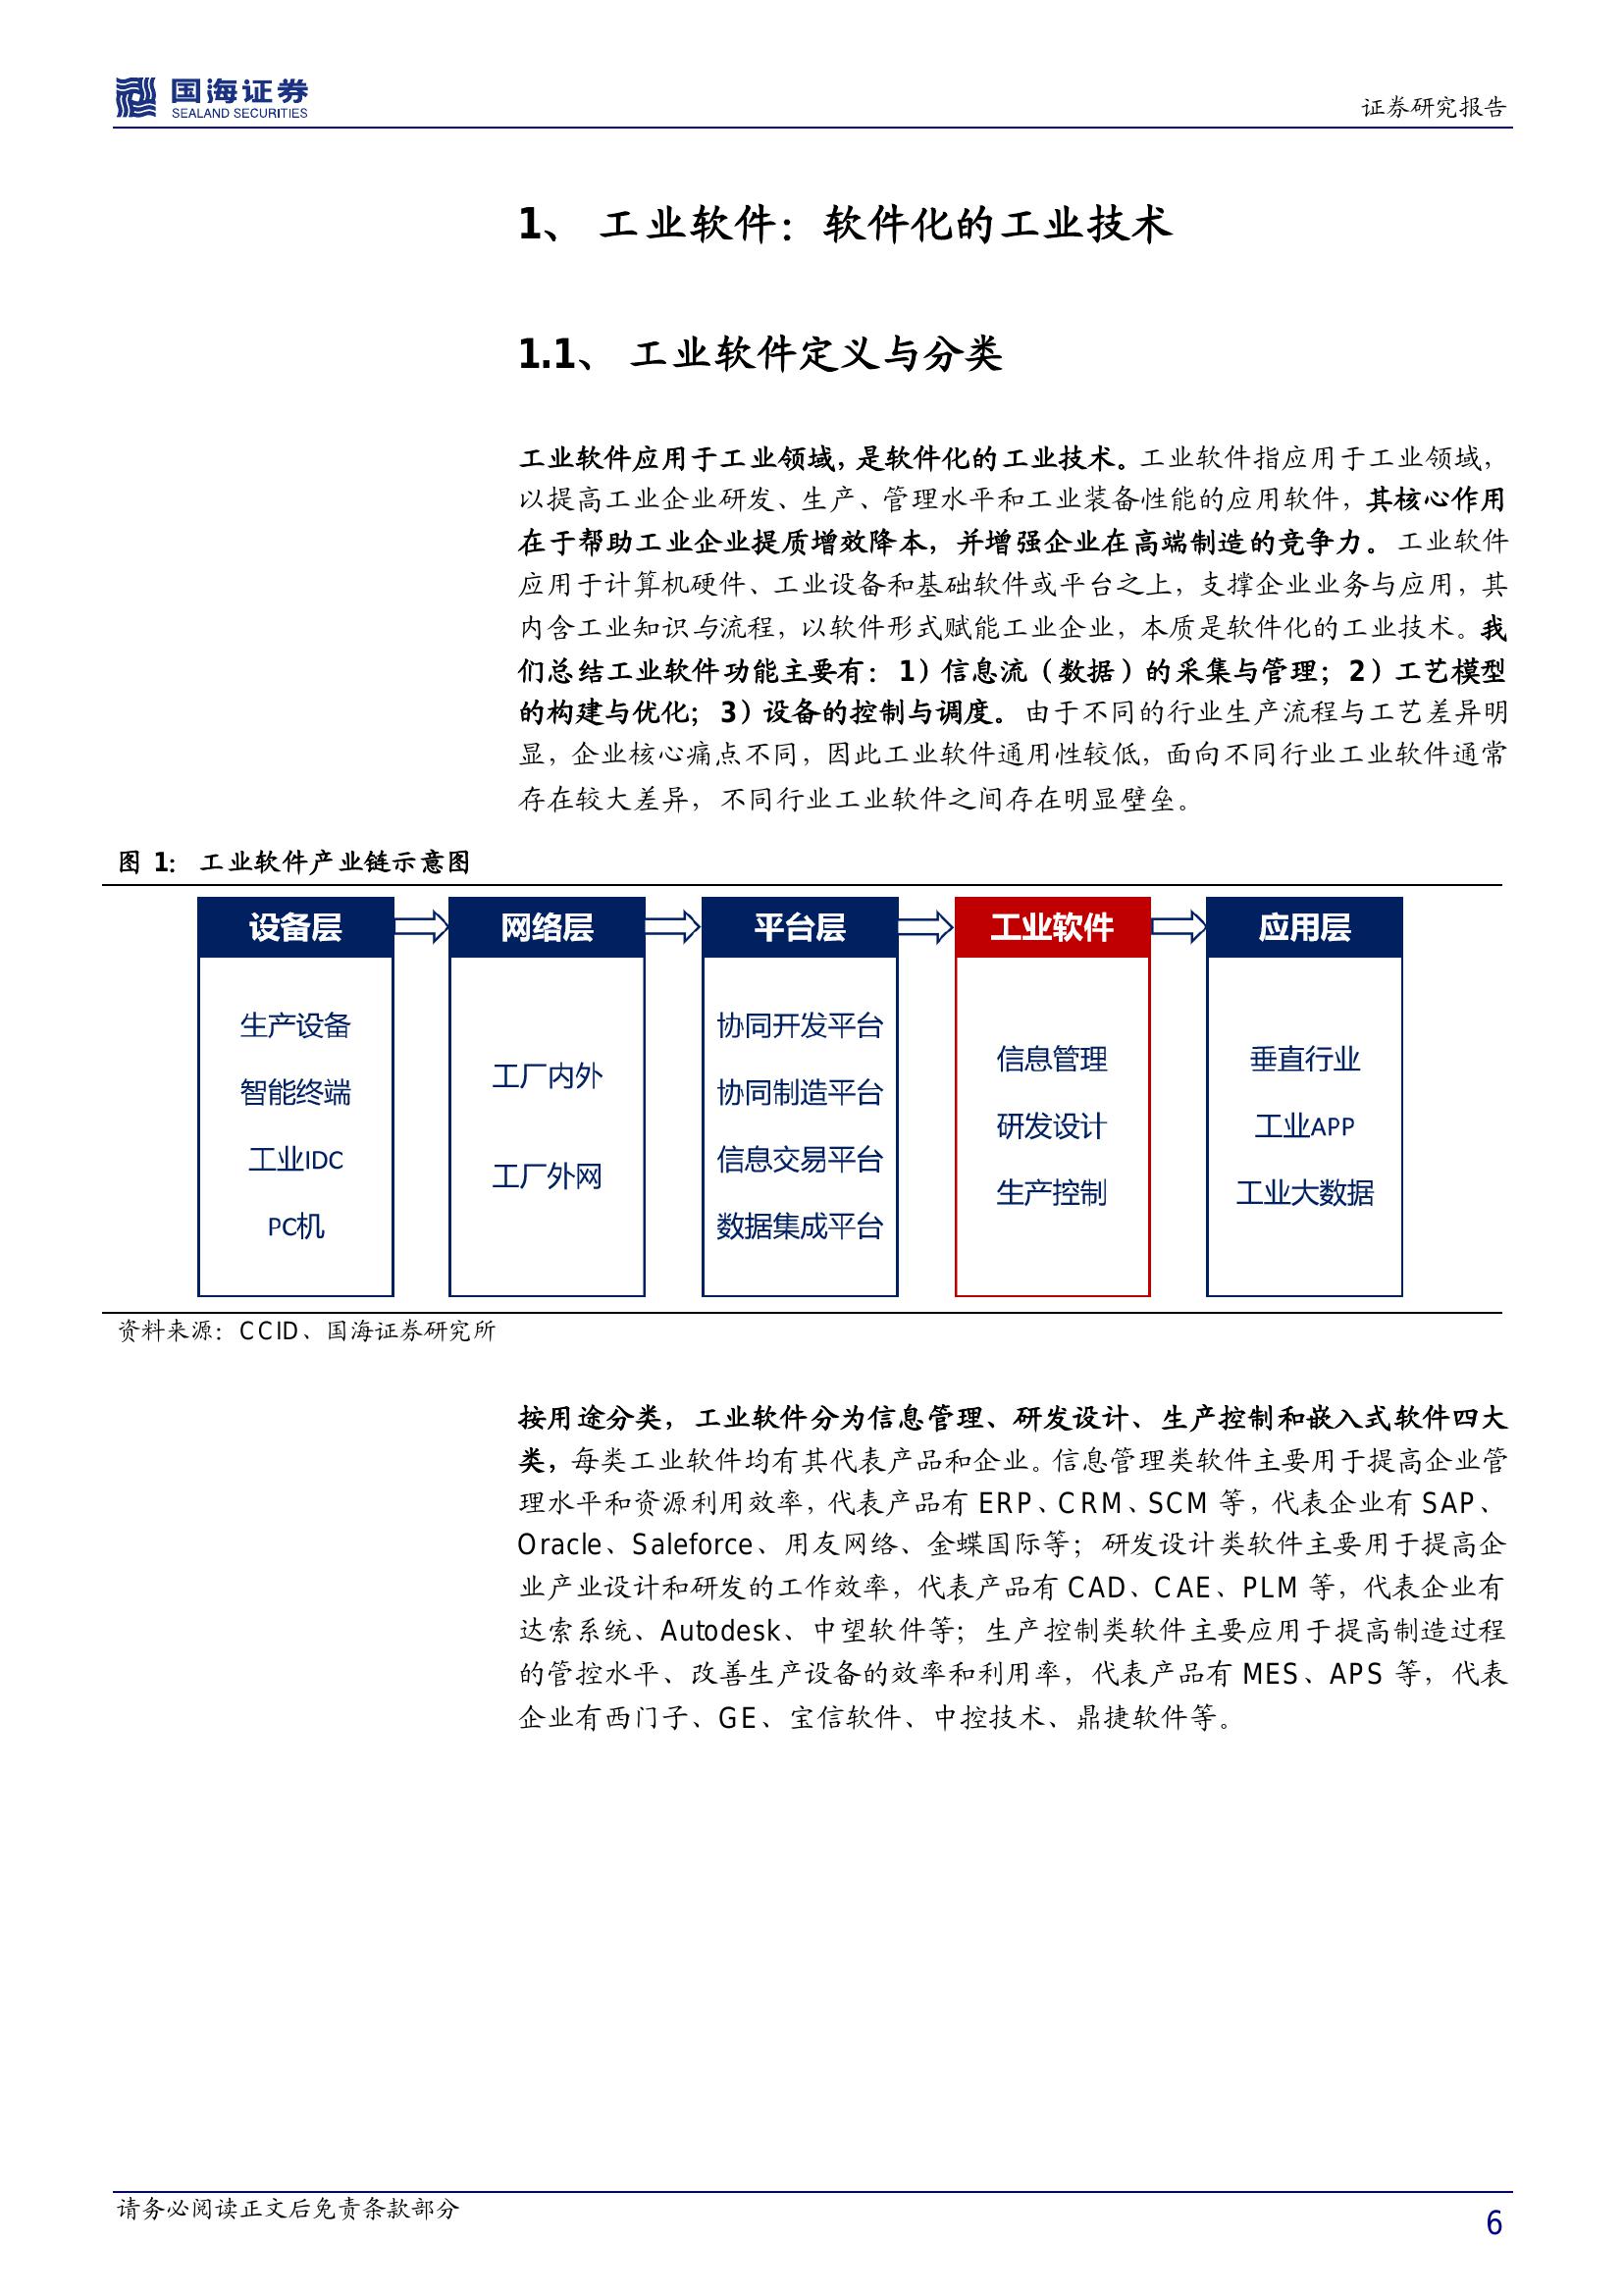 国海证券
SEALAND SECURITIES
证券研究报告
1、 工业软件：软件化的工业技术
1.1、 工业软件定义与分类
工业软件应用于工业领域，是软件化的工业技术。工业软件指应用于工业领域，
以提高工业企业研发、生产、管理水平和工业装备性能的应用软件，其核心作用
在于帮助工业企业提质增效降本，并增强企业在高端制造的竞争力。工业软件
应用于计算机硬件、工业设备和基础软件或平台之上，支撑企业业务与应用，其
内含工业知识与流程，以软件形式赋能工业企业，本质是软件化的工业技术。我
们总结工业软件功能主要有：1）信息流（数据）的采集与管理；2）工艺模型
的构建与优化；3）设备的控制与调度。由于不同的行业生产流程与工艺差异明
显，企业核心痛点不同，因此工业软件通用性较低，面向不同行业工业软件通常
存在较大差异，不同行业工业软件之间存在明显壁垒。
图 1： 工业软件产业链示意图
设备层
生产设备
智能终端
工业IDC
PC机
网络层
工厂内外
工厂外网
平台层
协同开发平台
协同制造平台
信息交易平台
数据集成平台
工业软件
信息管理
研发设计
生产控制
应用层
垂直行业
工业APP
工业大数据
资料来源：CCID、国海证券研究所
按用途分类，工业软件分为信息管理、研发设计、生产控制和嵌入式软件四大
类，每类工业软件均有其代表产品和企业。信息管理类软件主要用于提高企业管
理水平和资源利用效率，代表产品有 ERP、CRM、SCM 等，代表企业有 SAP、
Oracle、Saleforce、用友网络、金蝶国际等；研发设计类软件主要用于提高企
业产业设计和研发的工作效率，代表产品有 CAD、CAE、PLM 等，代表企业有
达索系统、Autodesk、中望软件等；生产控制类软件主要应用于提高制造过程
的管控水平、改善生产设备的效率和利用率，代表产品有 MES、APS 等，代表
企业有西门子、GE、宝信软件、中控技术、鼎捷软件等。
请务必阅读正文后免责条款部分
6